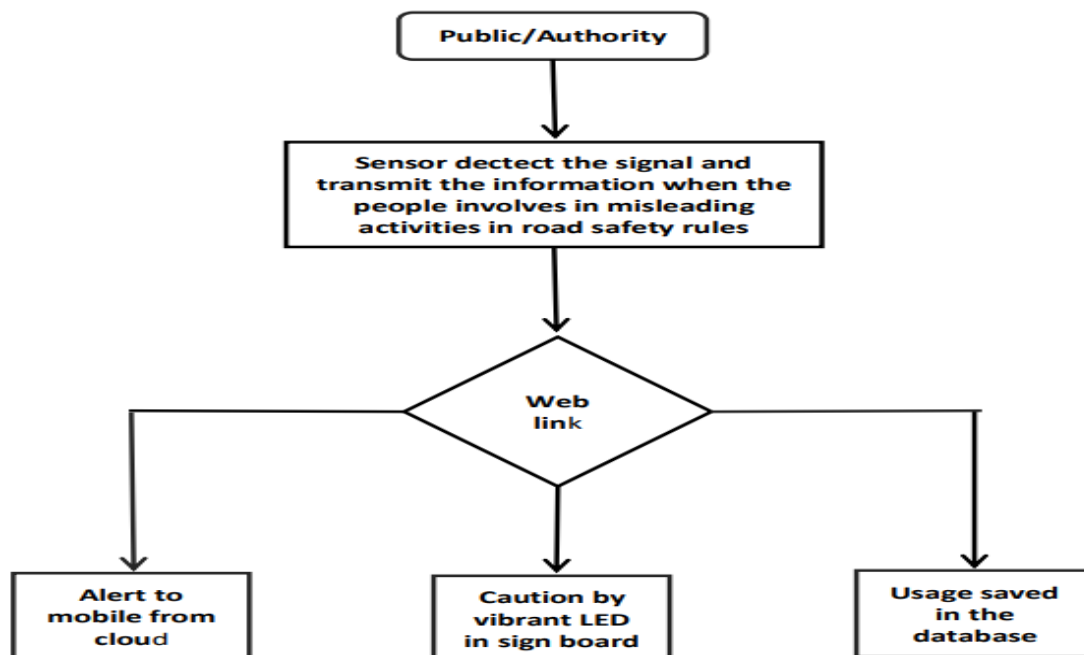 Public/Authority
Sensor dectect the signal and
transmit the information when the
people involves in misleading
activities in road safety rules
Web
link
Alert to
mobile from
cloud
Caution by
vibrant LED
in sign board
Usage saved
in the
database